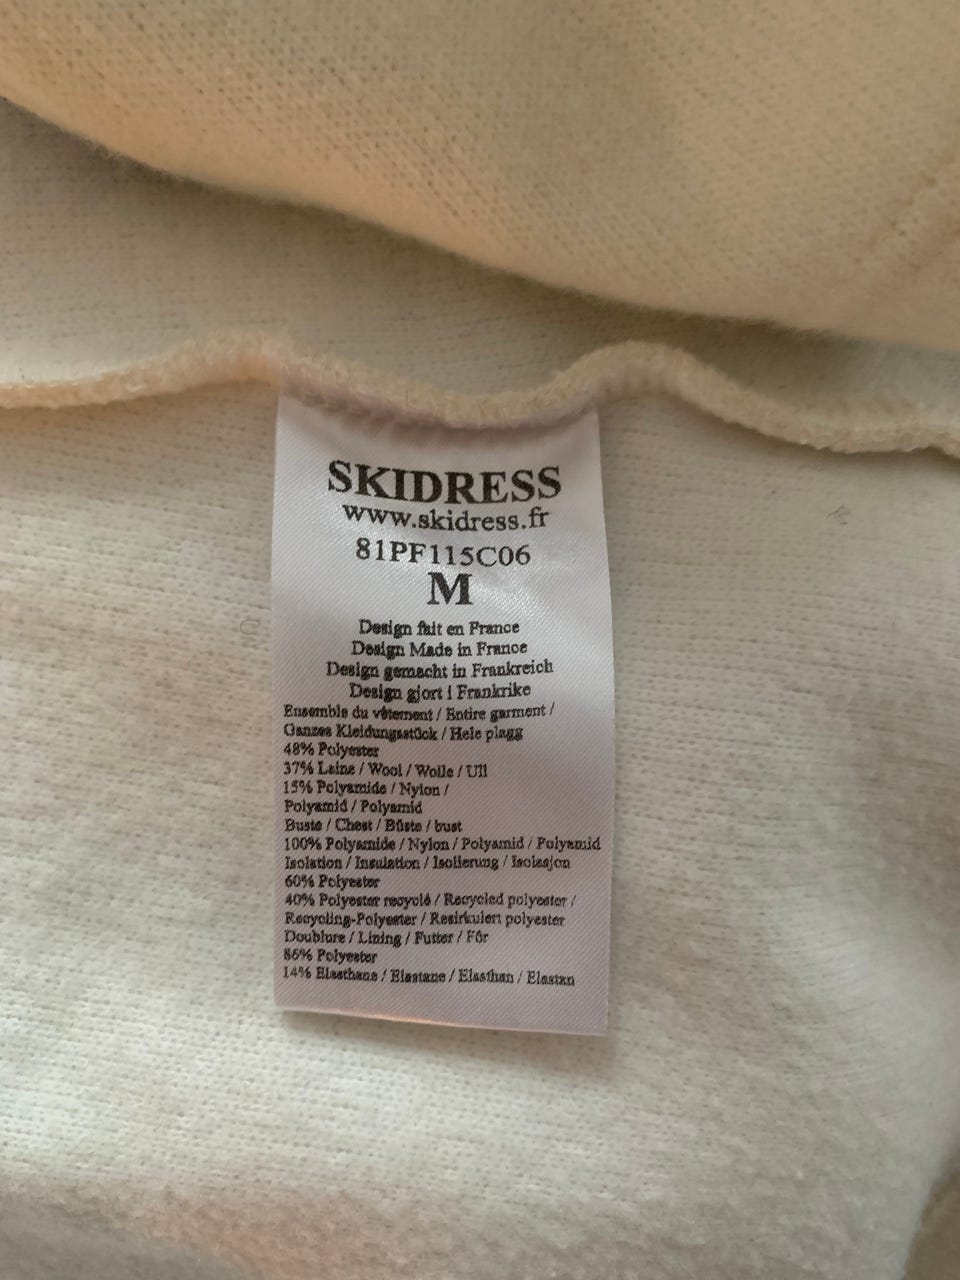 SKIDRESS
www.skidress.fr
81PF115C06
M
Design fait en France
Design Made in France
Design gemacht in Frankreich
Design gjort i Frankrike
Ensemble du vêtement / Entire garment /
Ganzes Kleidungsstück / Hele plagg
48% Polyester
37% Laine / Wool / Wolle / Ull
15% Polyamide / Nylon /
Polyamid / Polyamid
Buste / Chest / Büste / bust
100% Polyamide / Nylon / Polyamid / Polyamid
Isolation / Insulation / Isolierung / Isolasjon
60% Polyester
40% Polyester recyclé / Recycled polyester /
Recycling-Polyester / Resirkulert polyester
Doublure / Lining / Futter / Fôr
86% Polyester
14% Elasthane / Elastane / Elasthan / Elastan